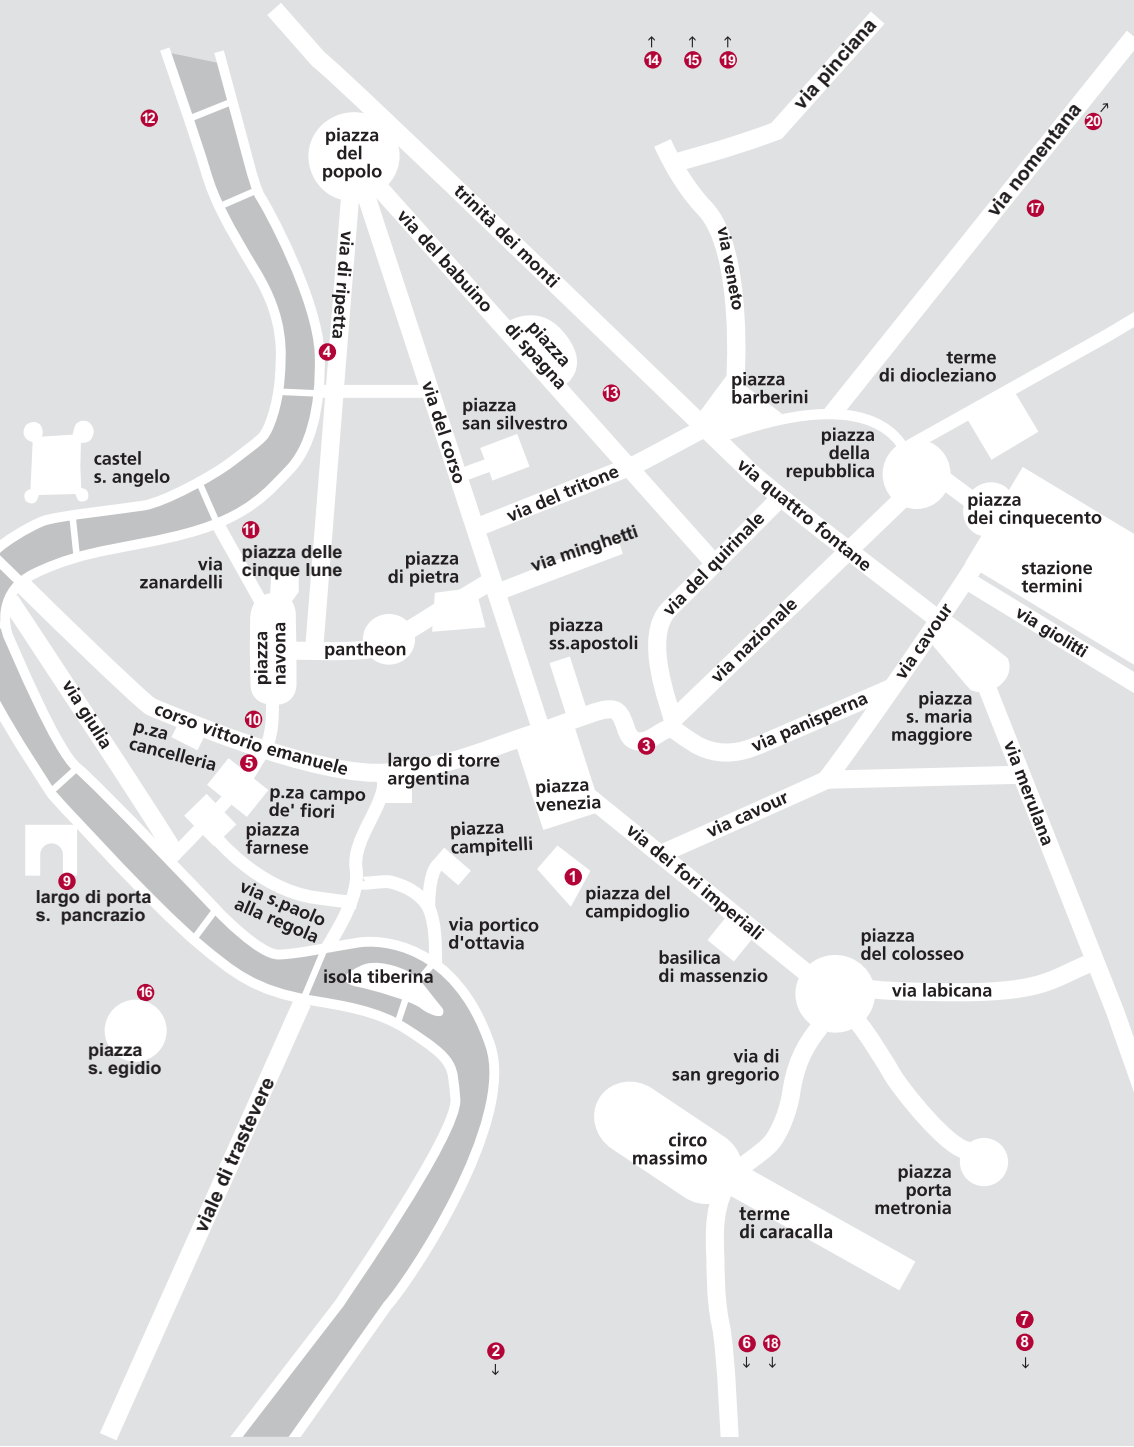 ↑ ↑ ↑
14 15 19
via pinciana
12
via nomentana
20
↗
17
piazza
del
popolo
trinità dei monti
via del babuino
via di ripetta
via veneto
piazza
di spagna
4
13
terme
di diocleziano
piazza
barberini
via del corso
piazza
san silvestro
piazza
della
repubblica
castel
s. angelo
via del tritone
via quattro fontane
piazza
dei cinquecento
11
piazza delle
cinque lune
via
zanardelli
piazza
di pietra
via minghetti
via del quirinale
stazione
termini
via giolitti
piazza
navona
pantheon
piazza
ss.apostoli
via nazionale
via cavour
via giulia
10
corso vittorio emanuele
p.za
cancelleria
5
3
via panisperna
piazza
s. maria
maggiore
largo di torre
argentina
via merulana
p.za campo
de' fiori
piazza
venezia
via cavour
piazza
farnese
piazza
campitelli
via dei fori imperiali
9
largo di porta
s. pancrazio
1
piazza del
campidoglio
via s.paolo
alla regola
via portico
d'ottavia
basilica
di massenzio
piazza
del colosseo
isola tiberina
via labicana
16
piazza
s. egidio
via di
san gregorio
viale di trastevere
circo
massimo
piazza
porta
metronia
terme
di caracalla
7
2
↓
6 18
↓ ↓
8
↓